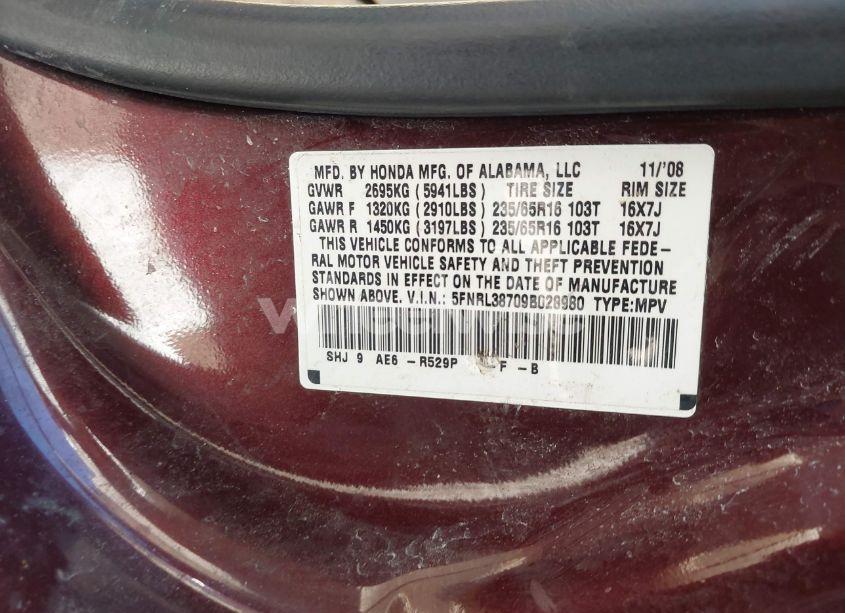 MFD. BY HONDA MFG. OF ALABAMA, LLC 11/'08
GVWR 2695KG (5941LBS) TIRE SIZE RIM SIZE
GAWR F 1320KG (2910LBS) 235/65R16 103T 16X7J
GAWR R 1450KG (3197LBS) 235/65R16 103T 16X7J
THIS VEHICLE CONFORMS TO ALL APPLICABLE FEDE-
RAL MOTOR VEHICLE SAFETY AND THEFT PREVENTION
STANDARDS IN EFFECT ON THE DATE OF MANUFACTURE
SHOWN ABOVE. V.I.N.: 5FNRL38709B028980 TYPE:MPV
SHJ 9 AE6 -R529P -F -B